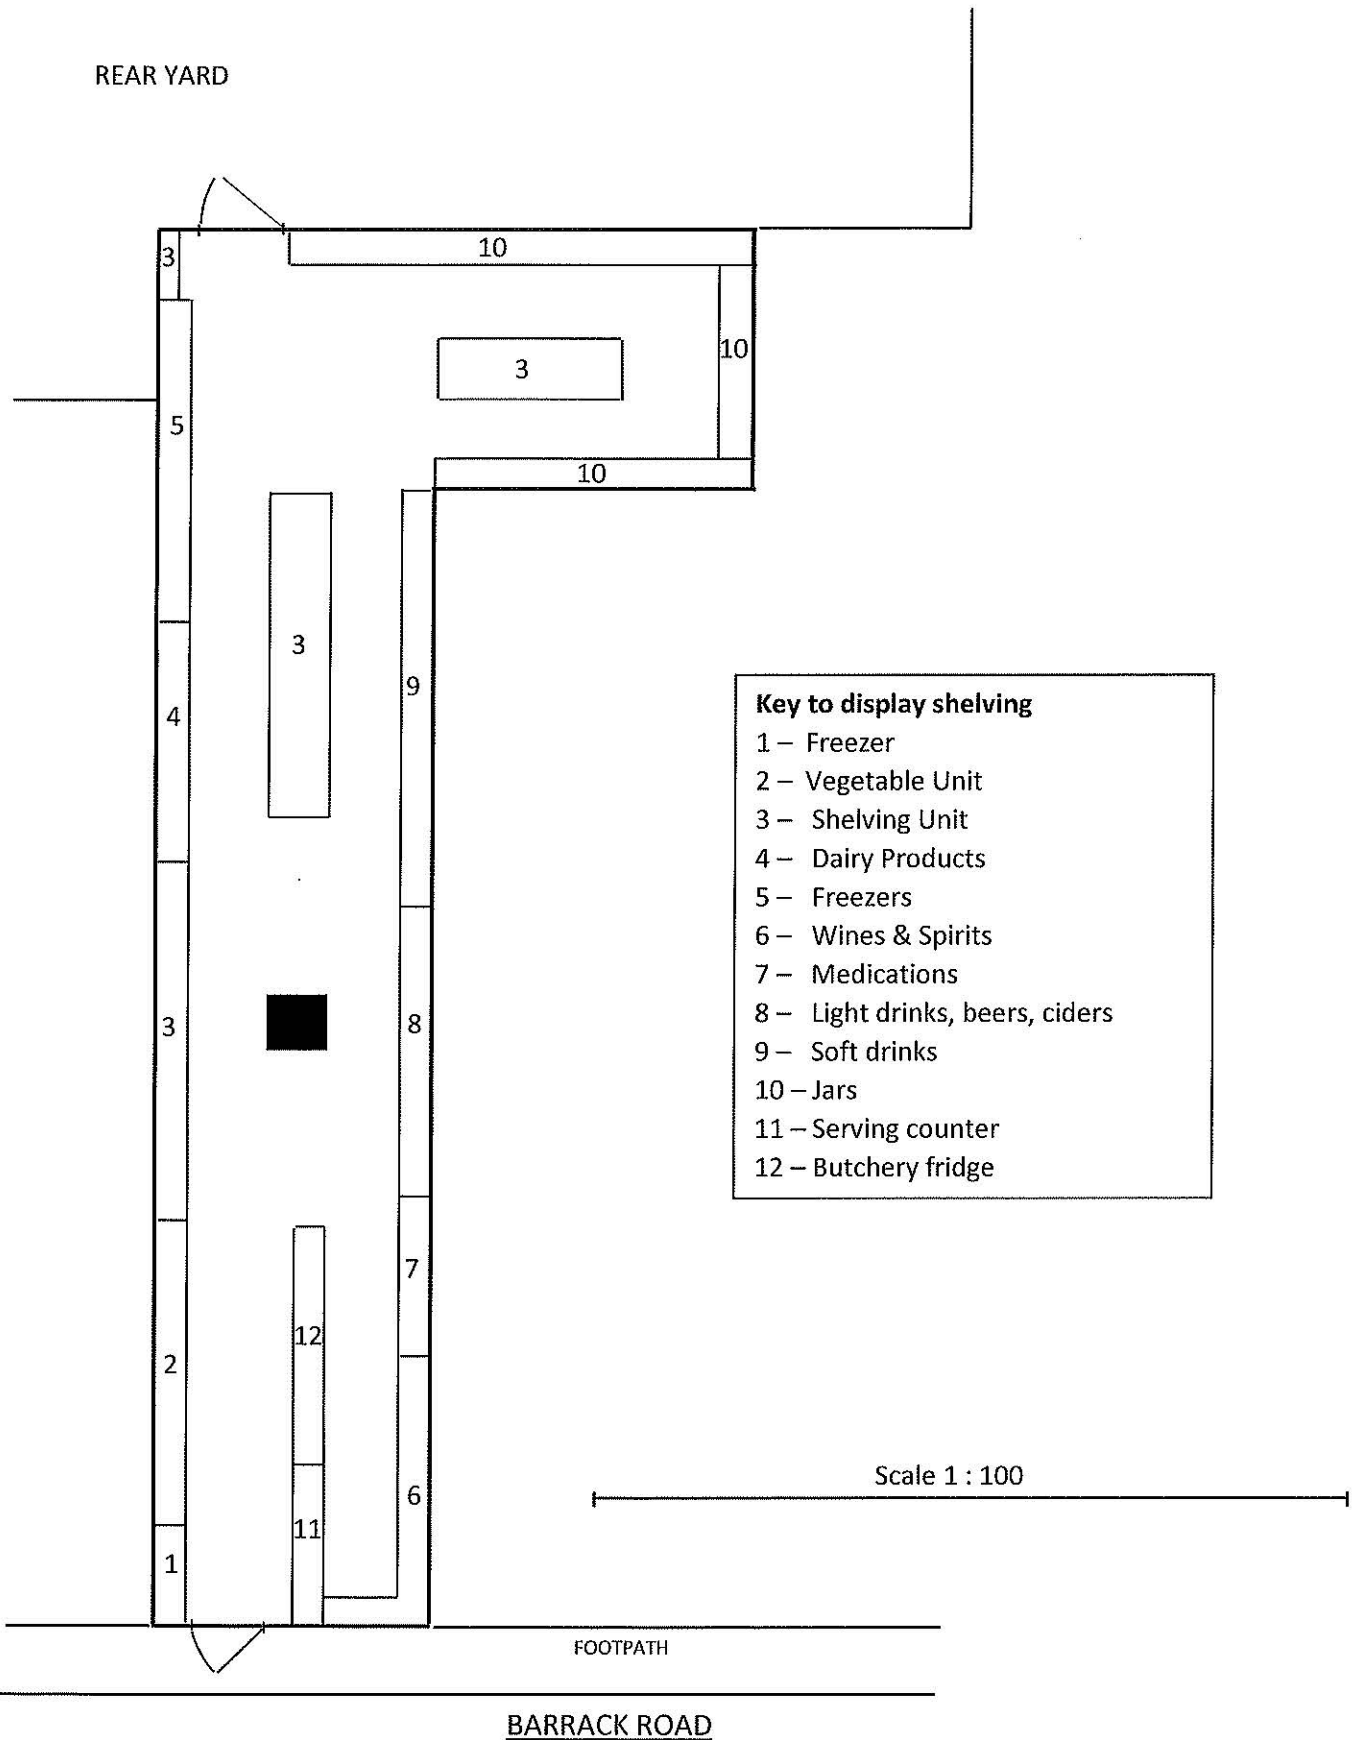 REAR YARD
3
10
10
3
5
10
3
9
4
Key to display shelving
1 – Freezer
2 – Vegetable Unit
3 – Shelving Unit
4 – Dairy Products
5 – Freezers
6 – Wines & Spirits
7 – Medications
8 – Light drinks, beers, ciders
9 – Soft drinks
10 – Jars
11 – Serving counter
12 – Butchery fridge
3
8
7
12
2
6
11
1
Scale 1 : 100
FOOTPATH
BARRACK ROAD